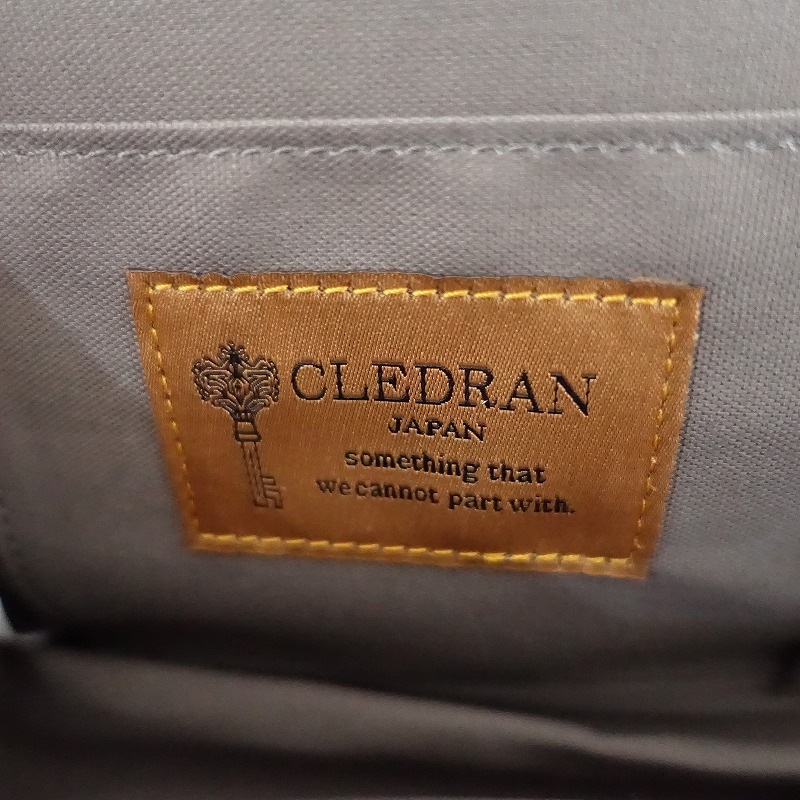 CLEDRAN
JAPAN
something that
we cannot part with.